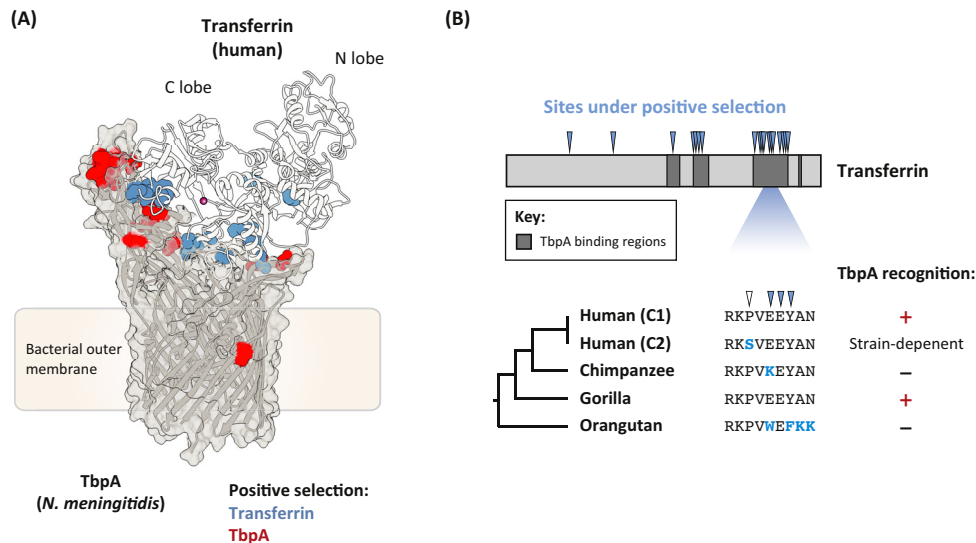 (A)
Transferrin
(human)
N lobe
C lobe
Bacterial outer
membrane
TbpA
(N. meningitidis)
Positive selection:
Transferrin
TbpA
(B)
Sites under positive selection
Transferrin
Key:
TbpA binding regions
TbpA recognition:
Human (C1) RKPVEEYAN +
Human (C2) RKSVEEYAN Strain-depenent
Chimpanzee RKPVKEYAN –
Gorilla RKPVEEYAN +
Orangutan RKPVWEFKK –